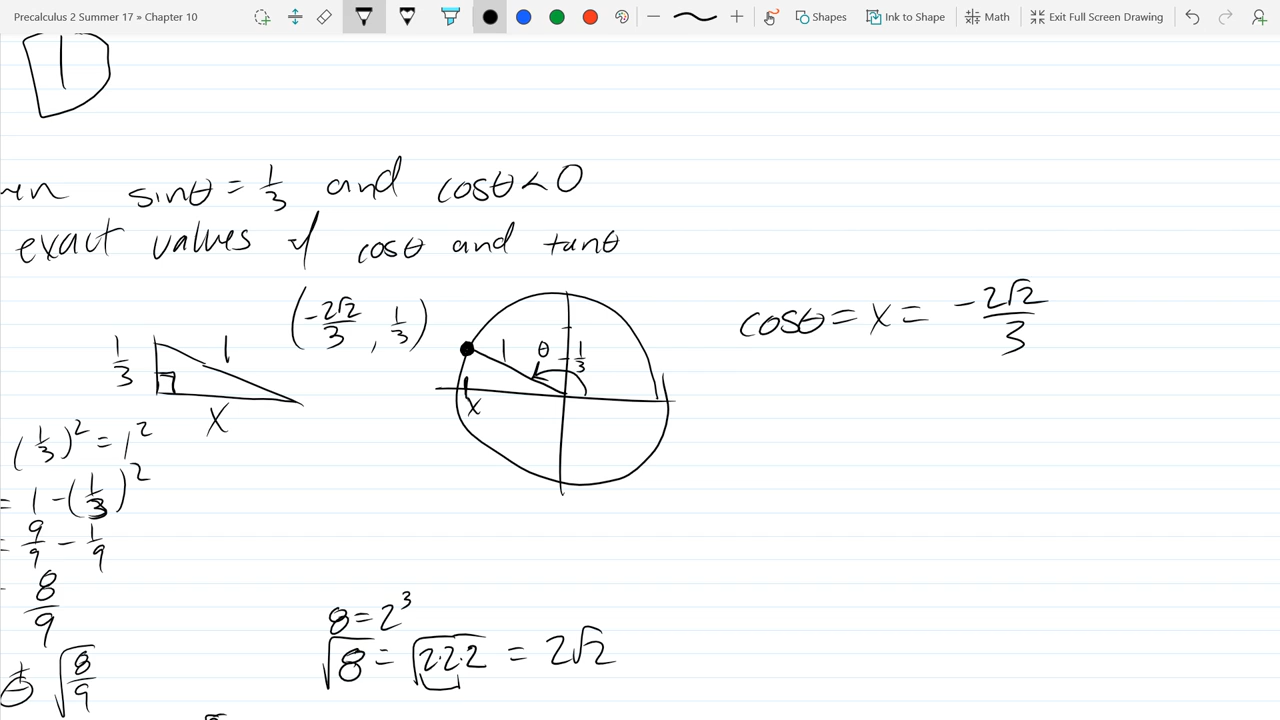 Precalculus 2 Summer 17 » Chapter 10
Shapes
Ink to Shape
Math
Exit Full Screen Drawing
sinθ = 1/3 and cosθ < 0
exact values of cosθ and tanθ
(-2√2/3, 1/3)
cosθ = x = -2√2/3
1/3
1
x
1
θ
1/3
x
1
(1/3)² = 1²
= 1 - (1/3)²
= 9/9 - 1/9
8/9
√8/9
8 = 2³
√8 = √2·2·2 = 2√2